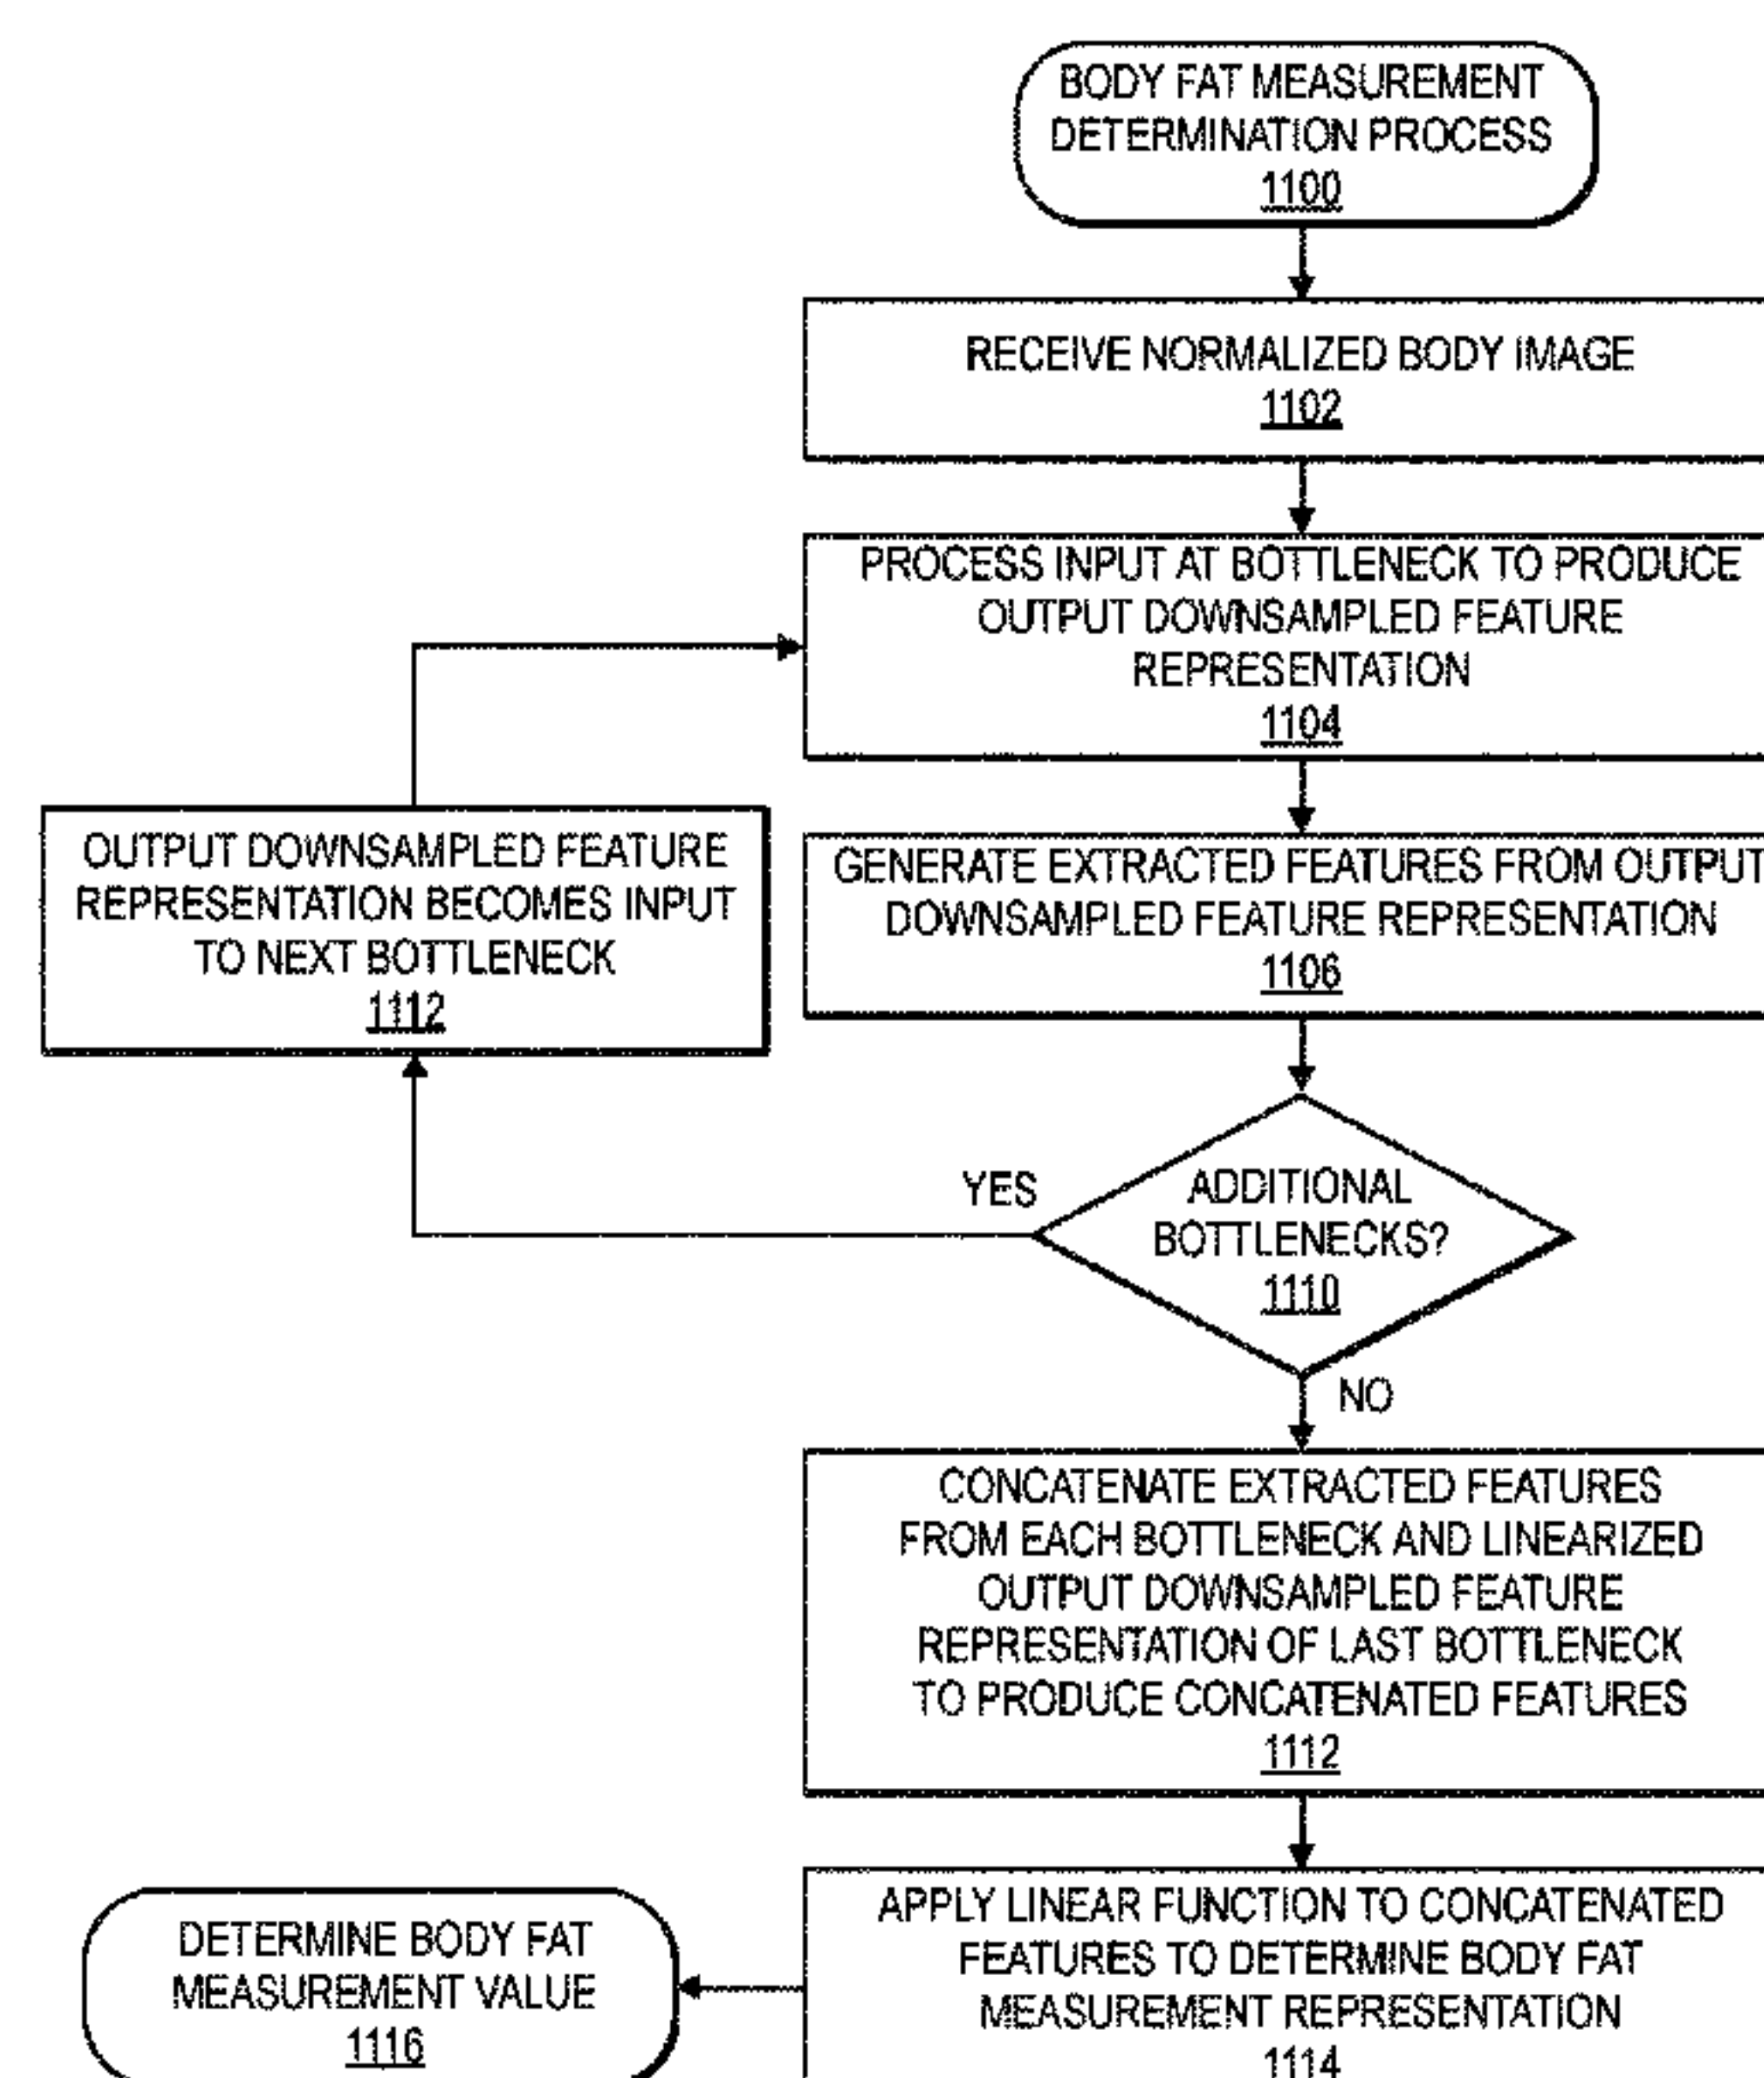 BODY FAT MEASUREMENT
DETERMINATION PROCESS
1100
RECEIVE NORMALIZED BODY IMAGE
1102
PROCESS INPUT AT BOTTLENECK TO PRODUCE
OUTPUT DOWNSAMPLED FEATURE
REPRESENTATION
1104
OUTPUT DOWNSAMPLED FEATURE
REPRESENTATION BECOMES INPUT
TO NEXT BOTTLENECK
1112
GENERATE EXTRACTED FEATURES FROM OUTPUT
DOWNSAMPLED FEATURE REPRESENTATION
1106
YES
ADDITIONAL
BOTTLENECKS?
1110
NO
CONCATENATE EXTRACTED FEATURES
FROM EACH BOTTLENECK AND LINEARIZED
OUTPUT DOWNSAMPLED FEATURE
REPRESENTATION OF LAST BOTTLENECK
TO PRODUCE CONCATENATED FEATURES
1112
APPLY LINEAR FUNCTION TO CONCATENATED
FEATURES TO DETERMINE BODY FAT
MEASUREMENT REPRESENTATION
1114
DETERMINE BODY FAT
MEASUREMENT VALUE
1116